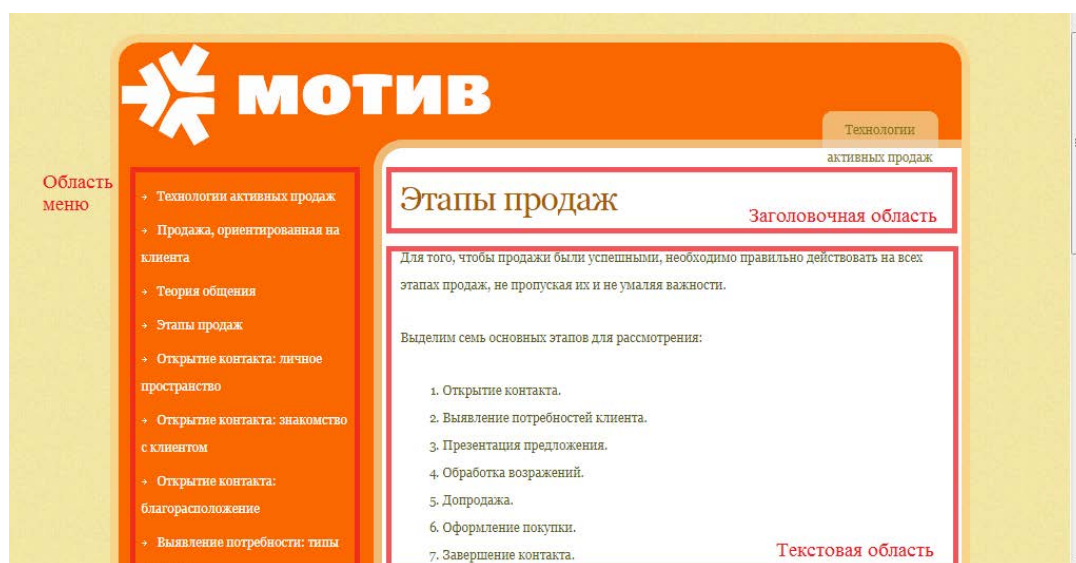 МОТИВ
Технологии
активных продаж
Область
меню
→ Технологии активных продаж
→ Продажа, ориентированная на
клиента
→ Теория общения
→ Этапы продаж
→ Открытие контакта: личное
пространство
→ Открытие контакта: знакомство
с клиентом
→ Открытие контакта:
благорасположение
→ Выявление потребности: типы
Этапы продаж
Заголовочная область
Для того, чтобы продажи были успешными, необходимо правильно действовать на всех
этапах продаж, не пропуская их и не умаляя важности.
Выделим семь основных этапов для рассмотрения:
1. Открытие контакта.
2. Выявление потребностей клиента.
3. Презентация предложения.
4. Обработка возражений.
5. Допродажа.
6. Оформление покупки.
7. Завершение контакта.
Текстовая область